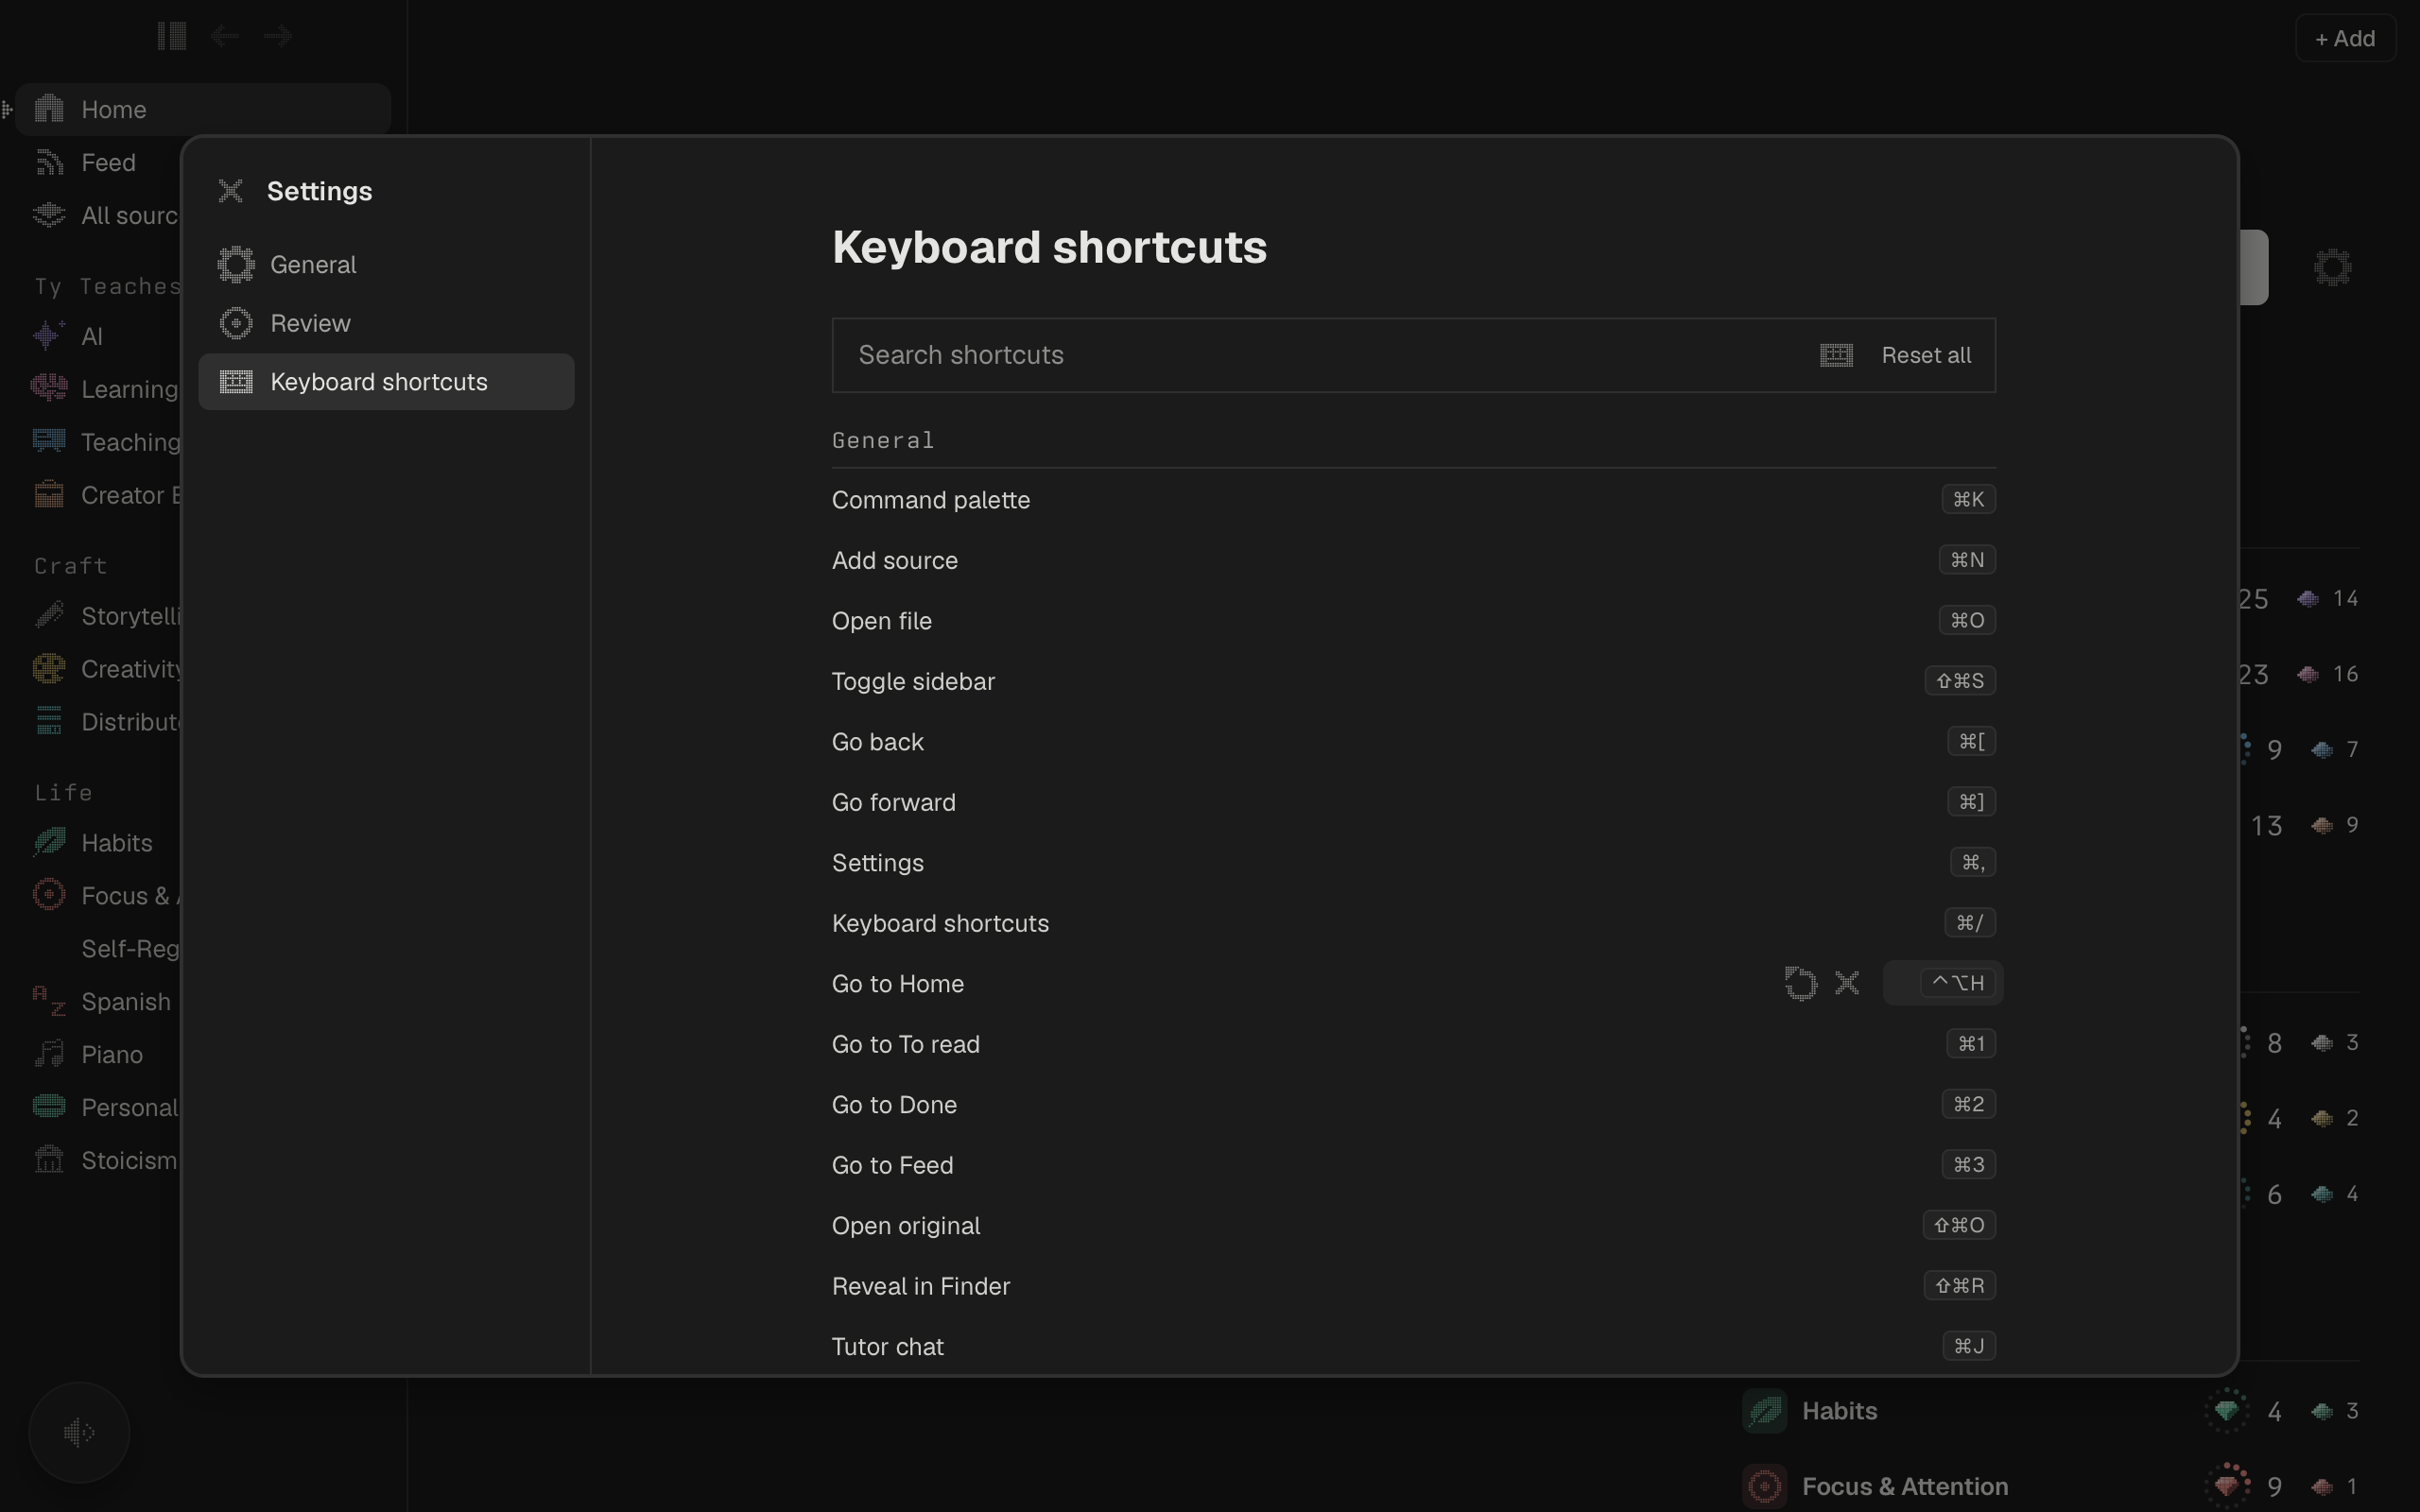 + Add
Home
Feed
All sourc
Ty Teaches
AI
Learning
Teaching
Creator E
Craft
Storytelli
Creativity
Distribut
Life
Habits
Focus & A
Self-Reg
Spanish
Piano
Personal
Stoicism
Settings
General
Review
Keyboard shortcuts
Keyboard shortcuts
Search shortcuts Reset all
General
Command palette ⌘K
Add source ⌘N
Open file ⌘O
Toggle sidebar ⇧⌘S
Go back ⌘[
Go forward ⌘]
Settings ⌘,
Keyboard shortcuts ⌘/
Go to Home ^⌥H
Go to To read ⌘1
Go to Done ⌘2
Go to Feed ⌘3
Open original ⇧⌘O
Reveal in Finder ⇧⌘R
Tutor chat ⌘J
25 14
23 16
9 7
13 9
8 3
4 2
6 4
Habits 4 3
Focus & Attention 9 1